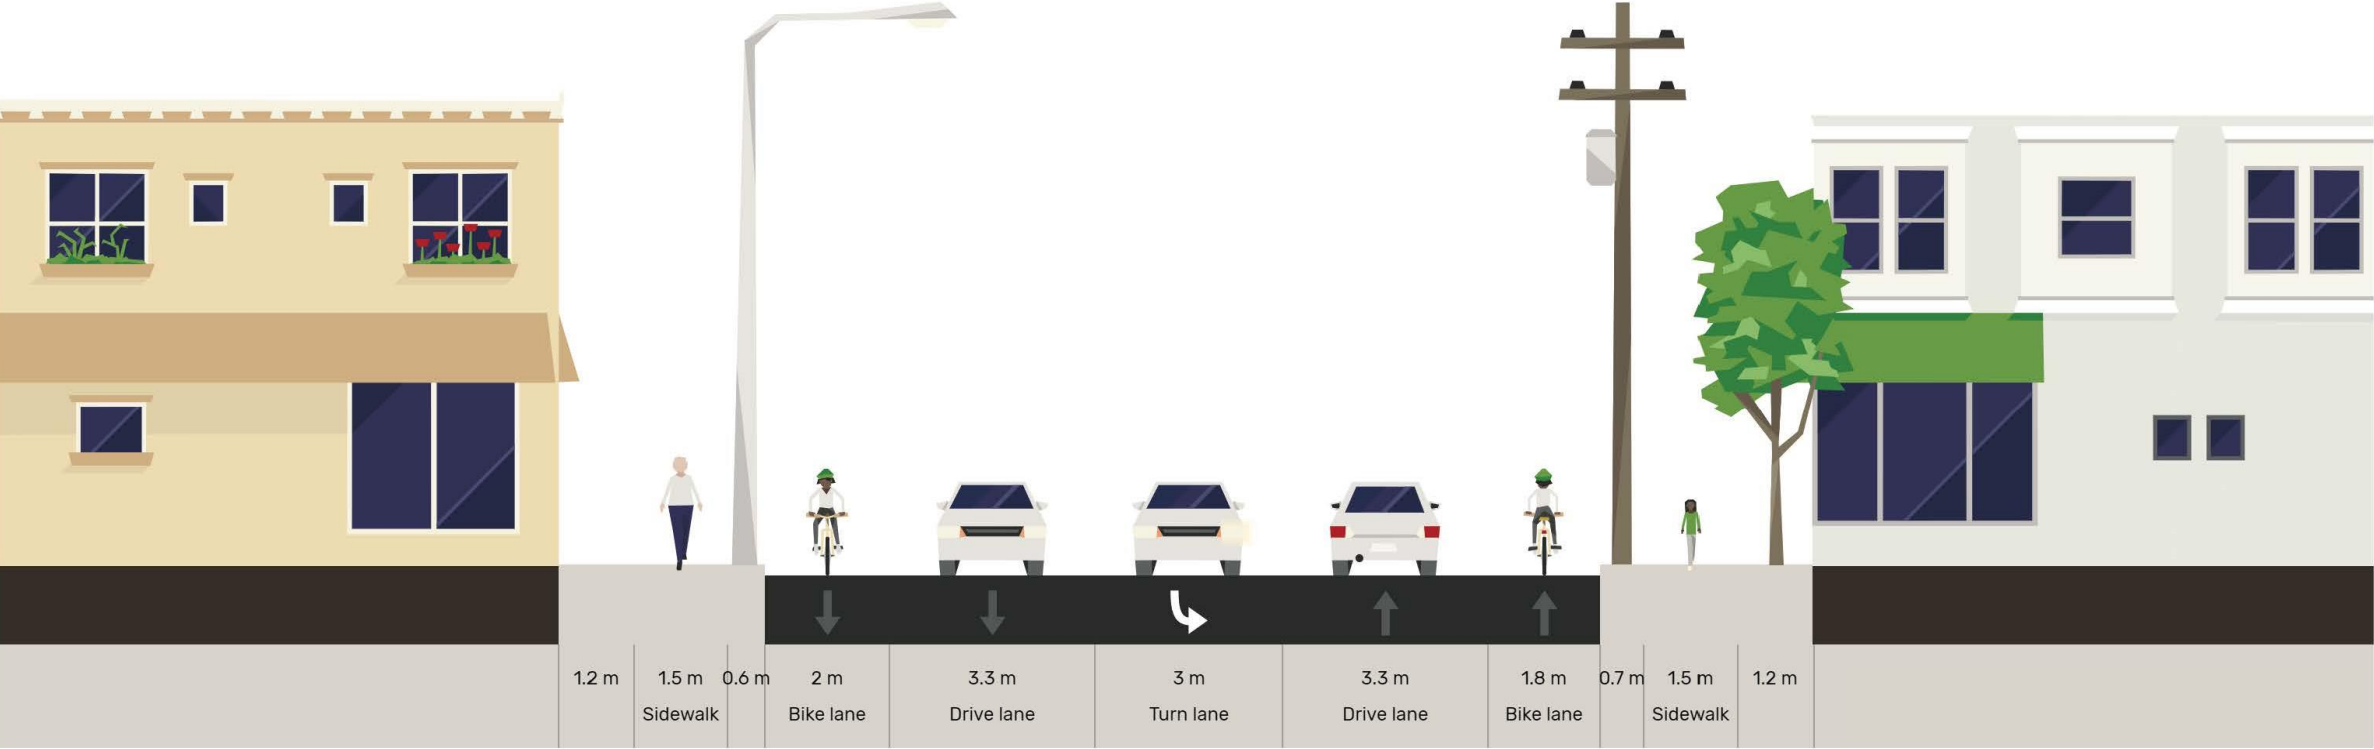 1.2 m 1.5 m 0.6 m 2 m 3.3 m 3 m 3.3 m 1.8 m 0.7 m 1.5 m 1.2 m
Sidewalk Bike lane Drive lane Turn lane Drive lane Bike lane Sidewalk